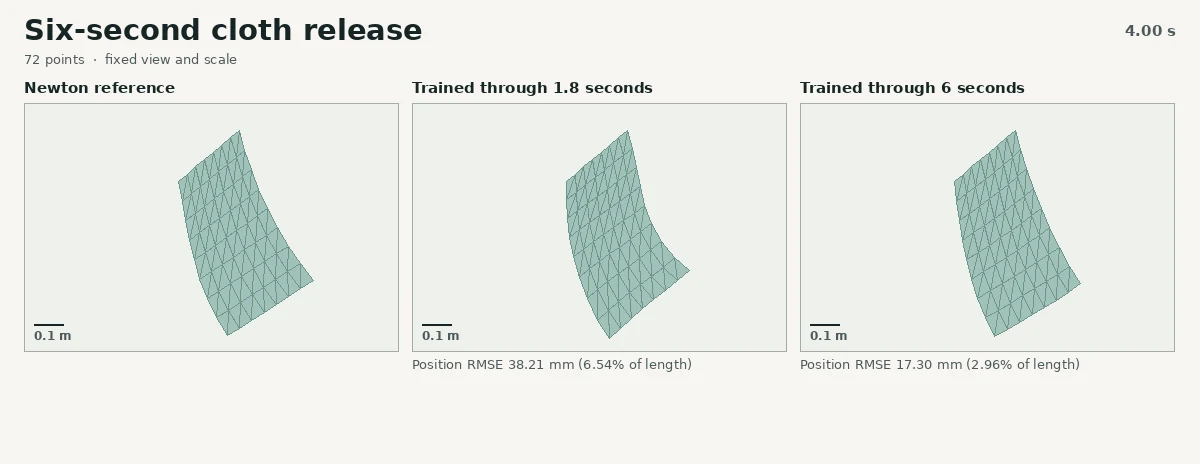 Six-second cloth release
4.00 s
72 points · fixed view and scale
Newton reference
Trained through 1.8 seconds
Trained through 6 seconds
0.1 m
0.1 m
0.1 m
Position RMSE 38.21 mm (6.54% of length)
Position RMSE 17.30 mm (2.96% of length)